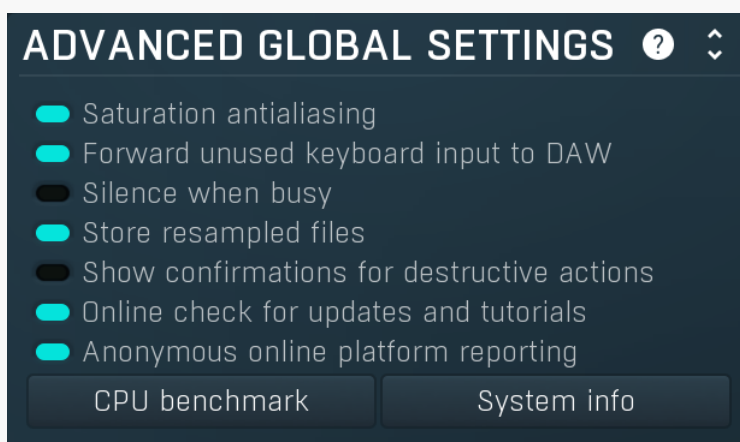 ADVANCED GLOBAL SETTINGS ?
Saturation antialiasing
Forward unused keyboard input to DAW
Silence when busy
Store resampled files
Show confirmations for destructive actions
Online check for updates and tutorials
Anonymous online platform reporting
CPU benchmark System info